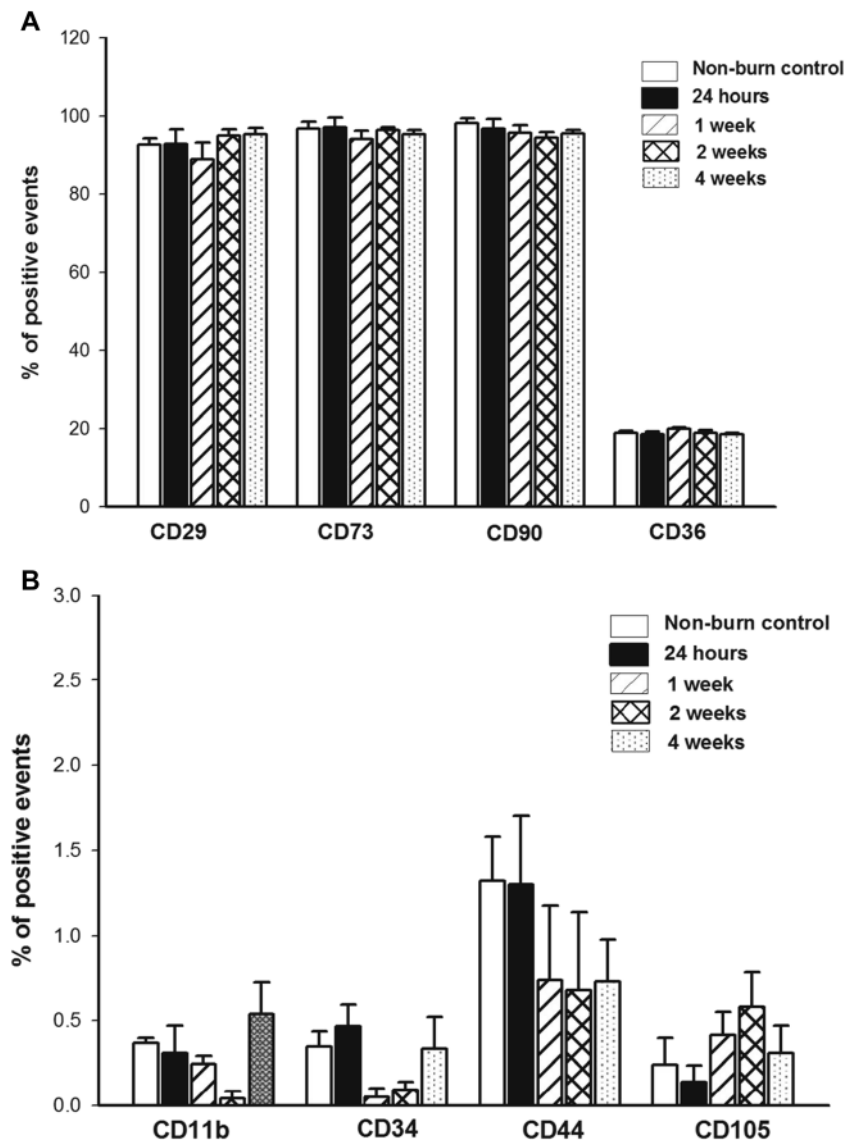 A
120
100
80
60
40
20
0
% of positive events
Non-burn control
24 hours
1 week
2 weeks
4 weeks
CD29 CD73 CD90 CD36
B
3.0
2.5
2.0
1.5
1.0
0.5
0.0
% of positive events
Non-burn control
24 hours
1 week
2 weeks
4 weeks
CD11b CD34 CD44 CD105